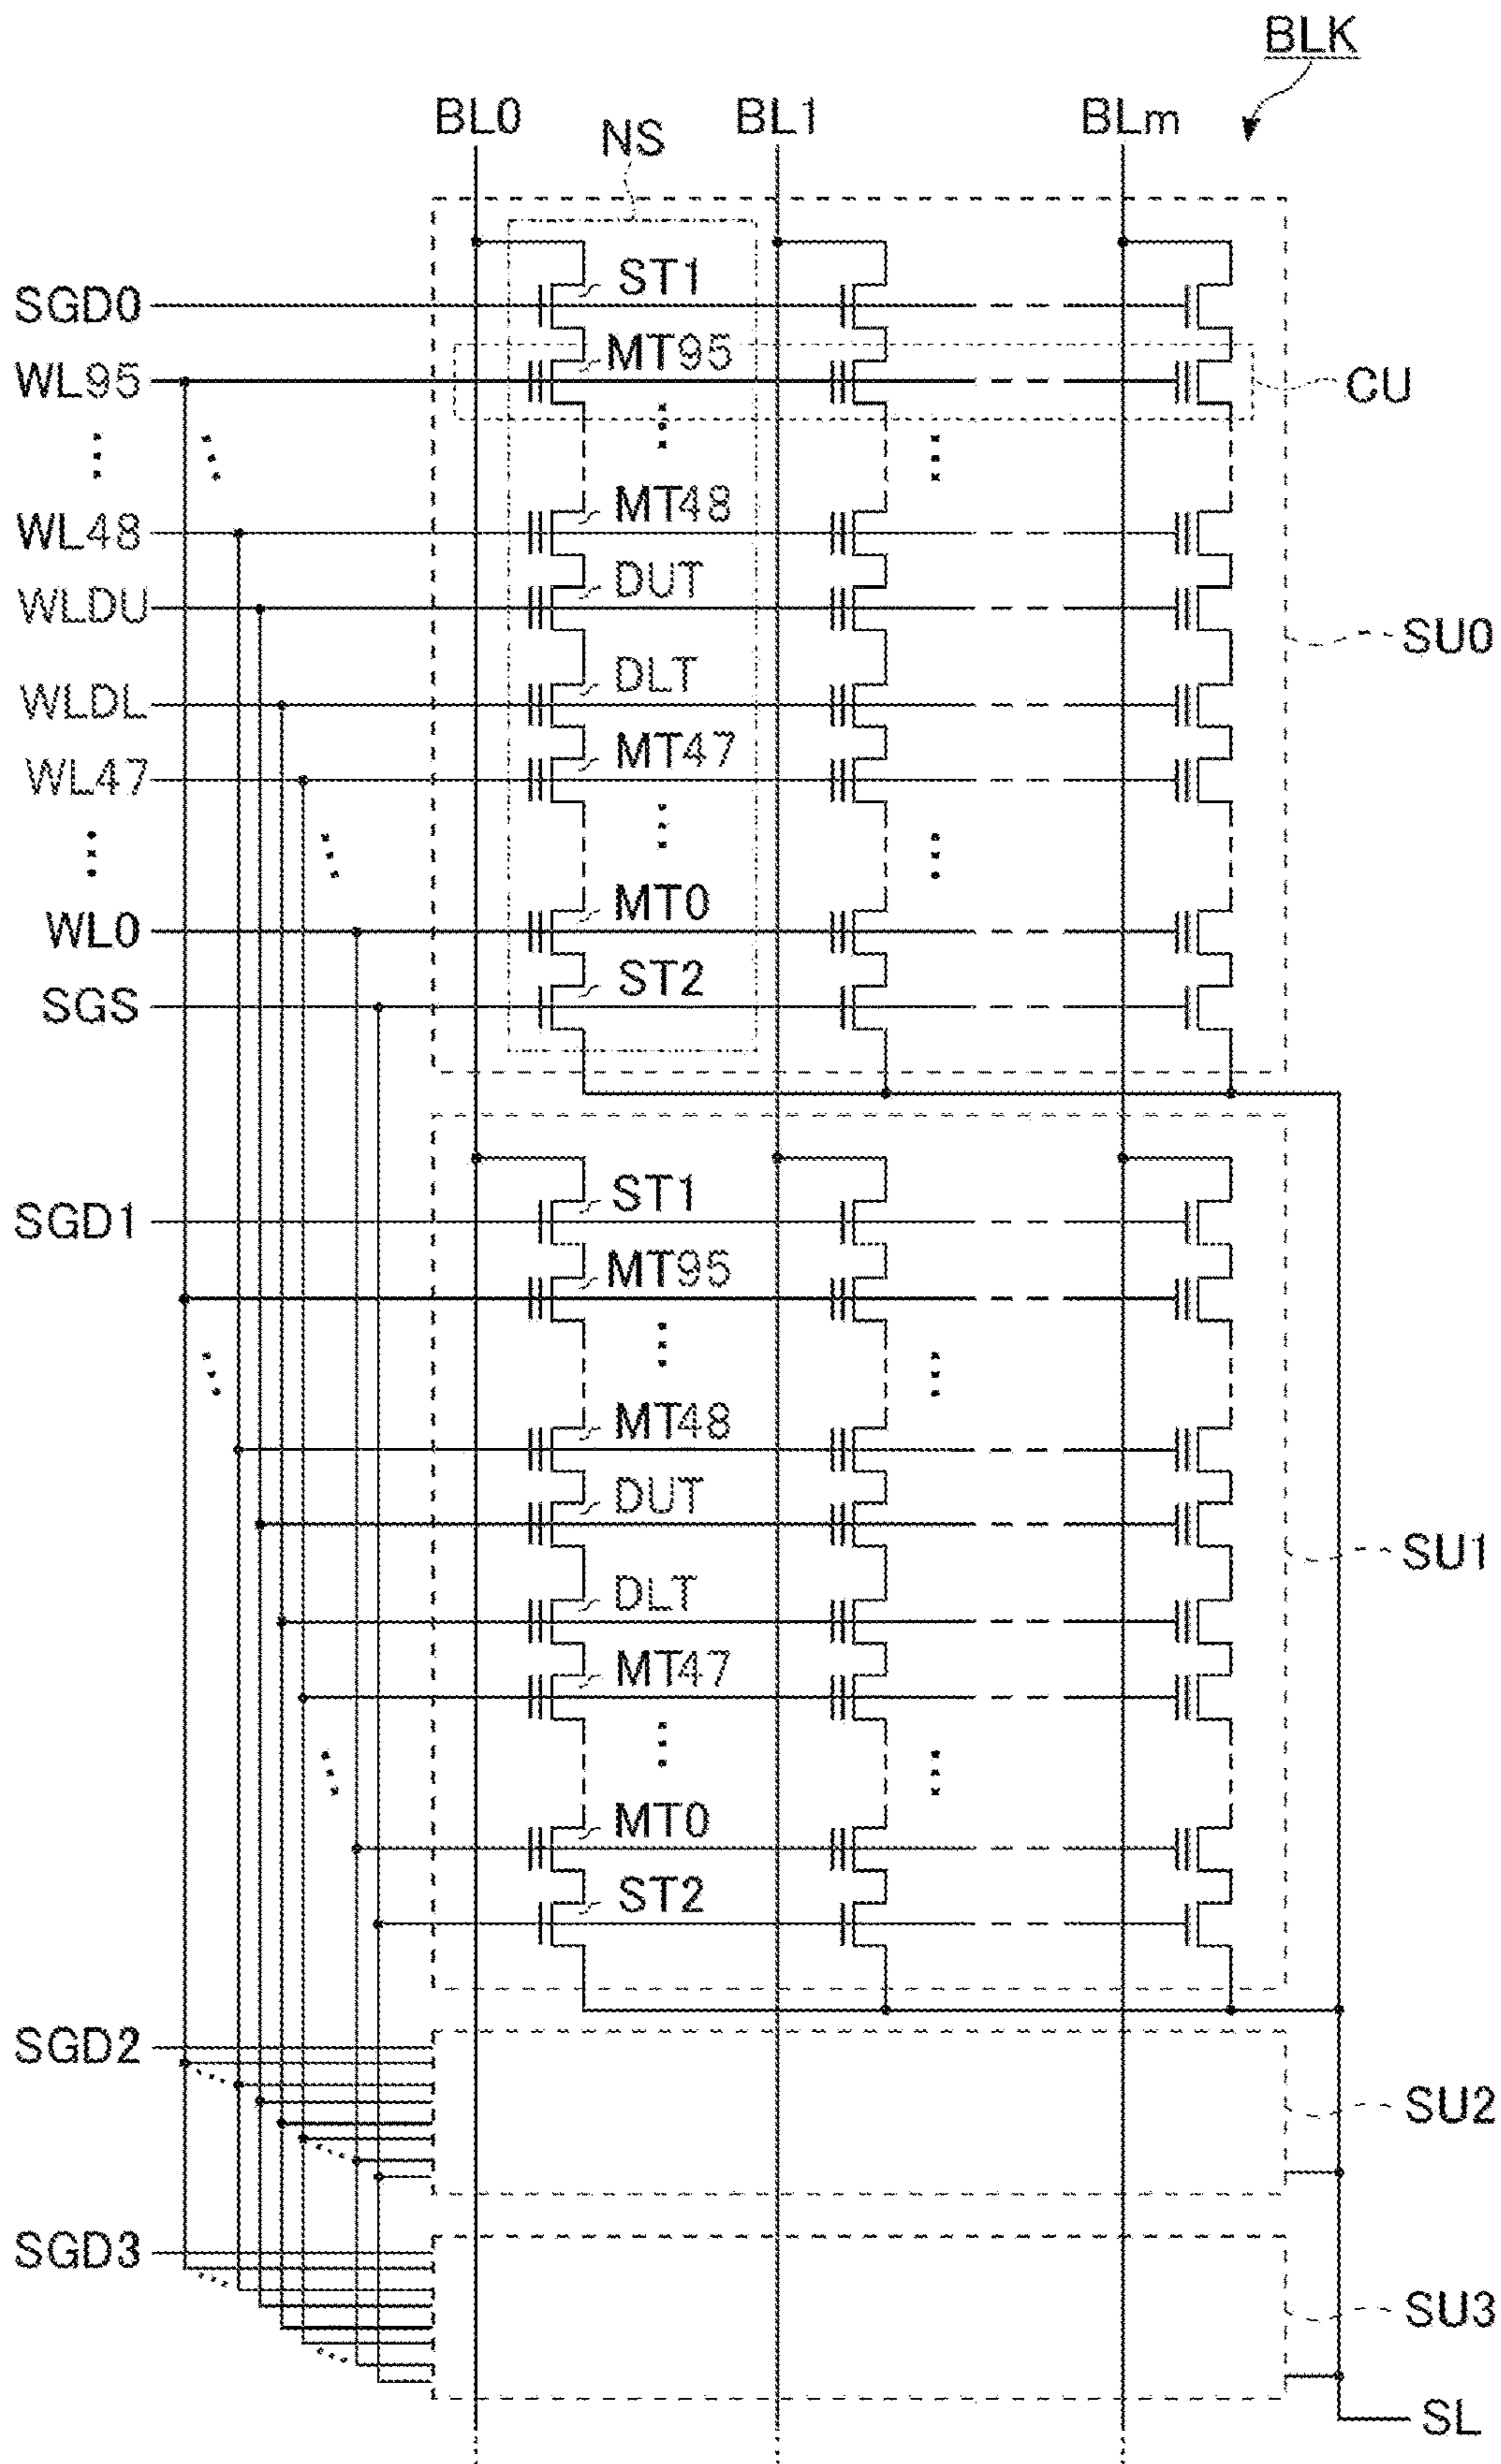 BLK
BL0 BL1 BLm
NS
SGD0 ST1
WL95 MT95 CU
WL48 MT48
WLDU DUT SU0
WLDL DLT
WL47 MT47
WL0 MT0
SGS ST2
SGD1 ST1
MT95
MT48
DUT SU1
DLT
MT47
MT0
ST2
SGD2
SU2
SGD3
SU3
SL